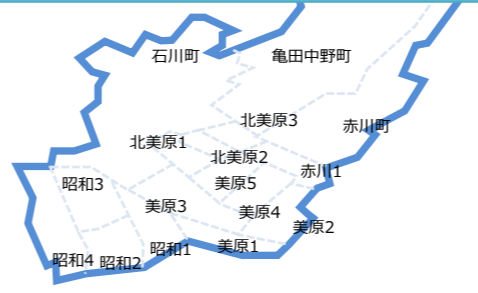 石川町
亀田中野町
北美原3
赤川町
北美原1
北美原2
赤川1
昭和3
美原5
美原3
美原4
美原2
昭和1
美原1
昭和4
昭和2